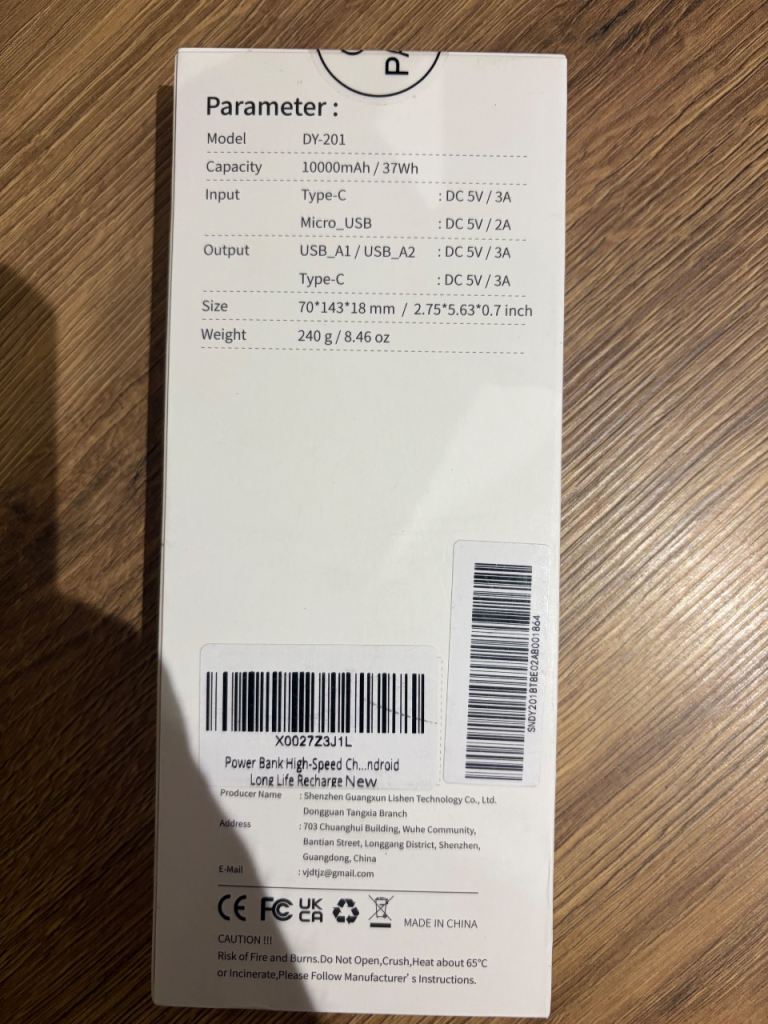 PA
Parameter :
Model DY-201
Capacity 10000mAh / 37Wh
Input Type-C : DC 5V / 3A
Micro_USB : DC 5V / 2A
Output USB_A1 / USB_A2 : DC 5V / 3A
Type-C : DC 5V / 3A
Size 70*143*18 mm / 2.75*5.63*0.7 inch
Weight 240 g / 8.46 oz
SNDY201BTBE02AB001864
X0027Z3J1L
Power Bank High-Speed Ch...ndroid
Long Life Recharge New
Producer Name : Shenzhen Guangxun Lishen Technology Co., Ltd.
Dongguan Tangxia Branch
Address : 703 Chuanghui Building, Wuhe Community,
Bantian Street, Longgang District, Shenzhen,
Guangdong, China
E-Mail : vjdtjz@gmail.com
CE FC UK CA MADE IN CHINA
CAUTION !!!
Risk of Fire and Burns.Do Not Open,Crush,Heat about 65°C
or Incinerate,Please Follow Manufacturer's Instructions.